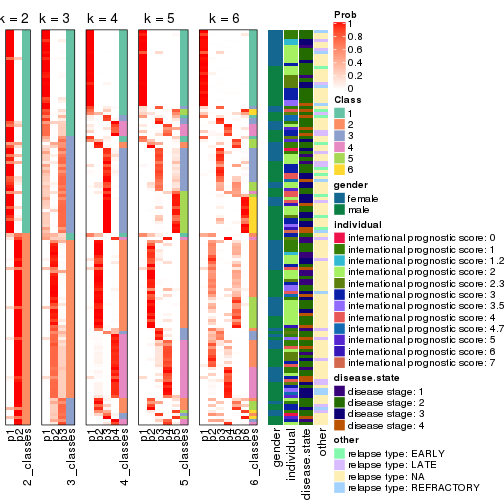 k = 2 k = 3 k = 4 k = 5 k = 6
Prob
1
0.8
0.6
0.4
0.2
0
Class
1
2
3
4
5
6
gender
female
male
individual
international prognostic score: 0
international prognostic score: 1
international prognostic score: 1.2
international prognostic score: 2
international prognostic score: 2.3
international prognostic score: 3
international prognostic score: 3.5
international prognostic score: 4
international prognostic score: 4.7
international prognostic score: 5
international prognostic score: 6
international prognostic score: 7
disease.state
disease stage: 1
disease stage: 2
disease stage: 3
disease stage: 4
other
relapse type: EARLY
relapse type: LATE
relapse type: NA
relapse type: REFRACTORY
p1 p2 2_classes p1 p2 p3 3_classes p1 p2 p3 p4 4_classes p1 p2 p3 p4 p5 5_classes p1 p2 p3 p4 p5 p6 6_classes gender individual disease.state other